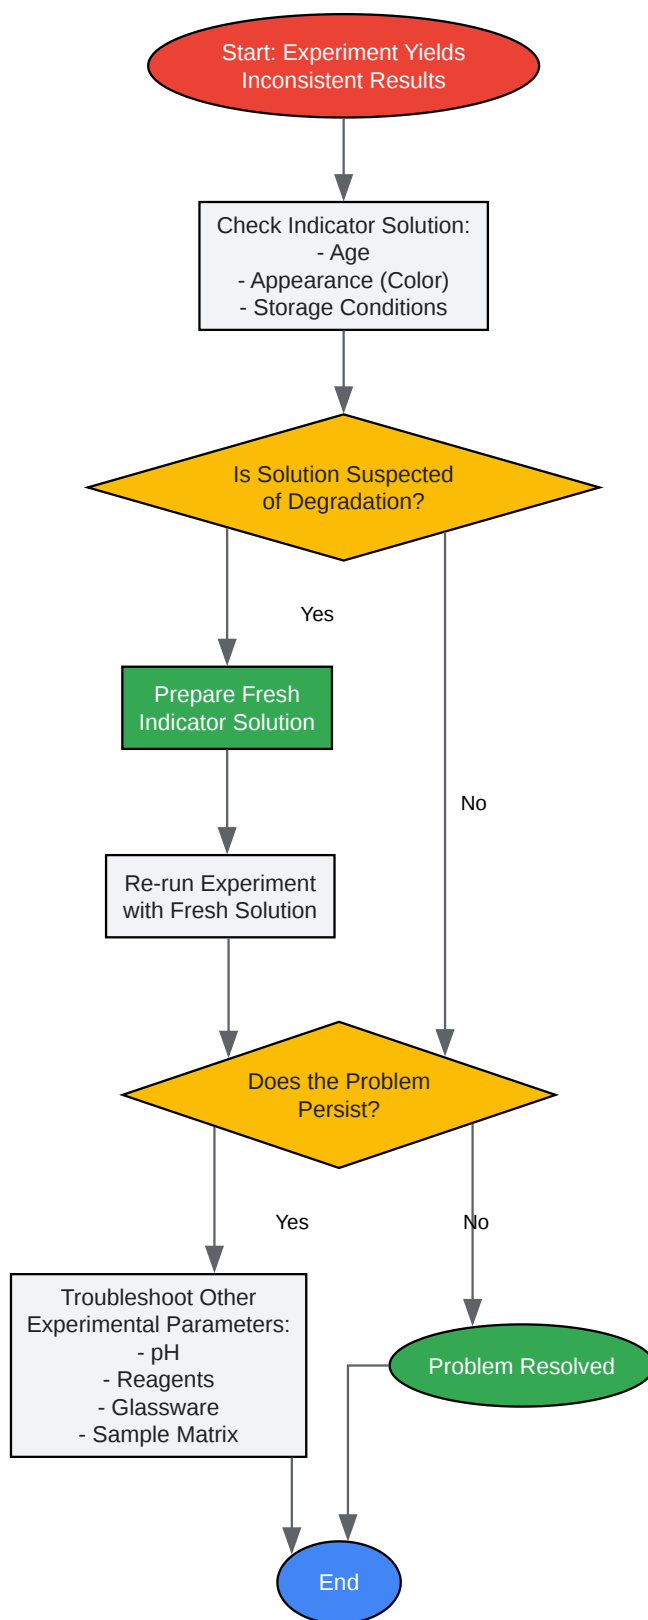 Start: Experiment Yields
Inconsistent Results
Check Indicator Solution:
- Age
- Appearance (Color)
- Storage Conditions
Is Solution Suspected
of Degradation?
Yes
Prepare Fresh
Indicator Solution
No
Re-run Experiment
with Fresh Solution
Does the Problem
Persist?
Yes
No
Troubleshoot Other
Experimental Parameters:
- pH
- Reagents
- Glassware
- Sample Matrix
Problem Resolved
End